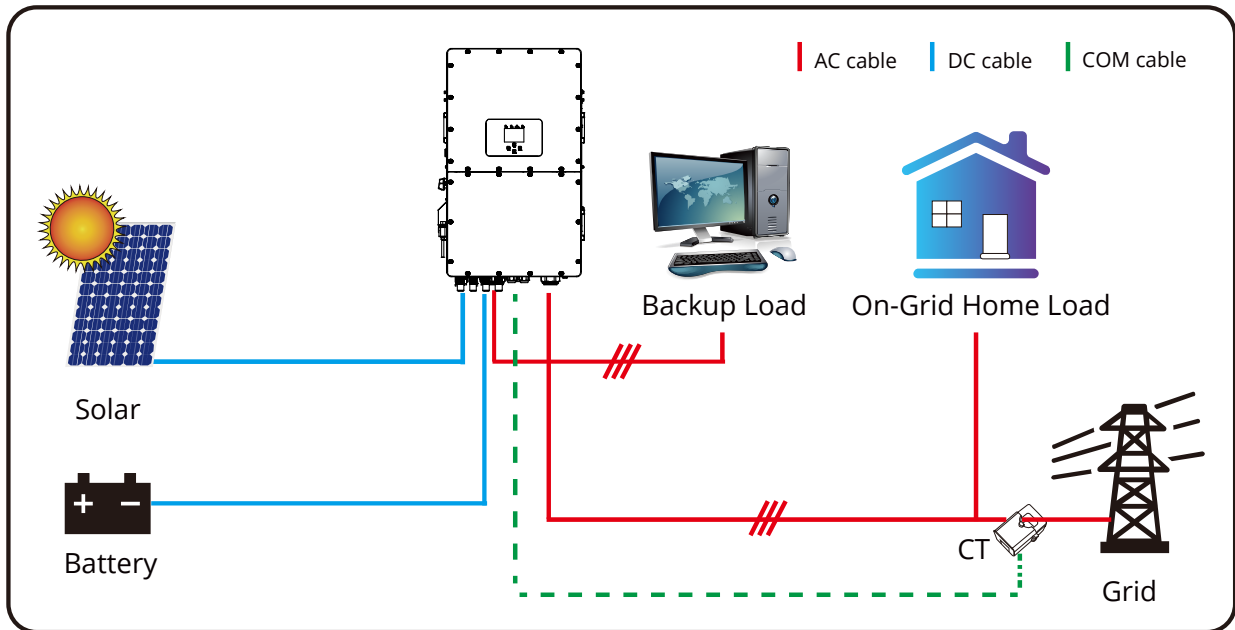 AC cable
DC cable
COM cable
Backup Load
On-Grid Home Load
Solar
Battery
CT
Grid